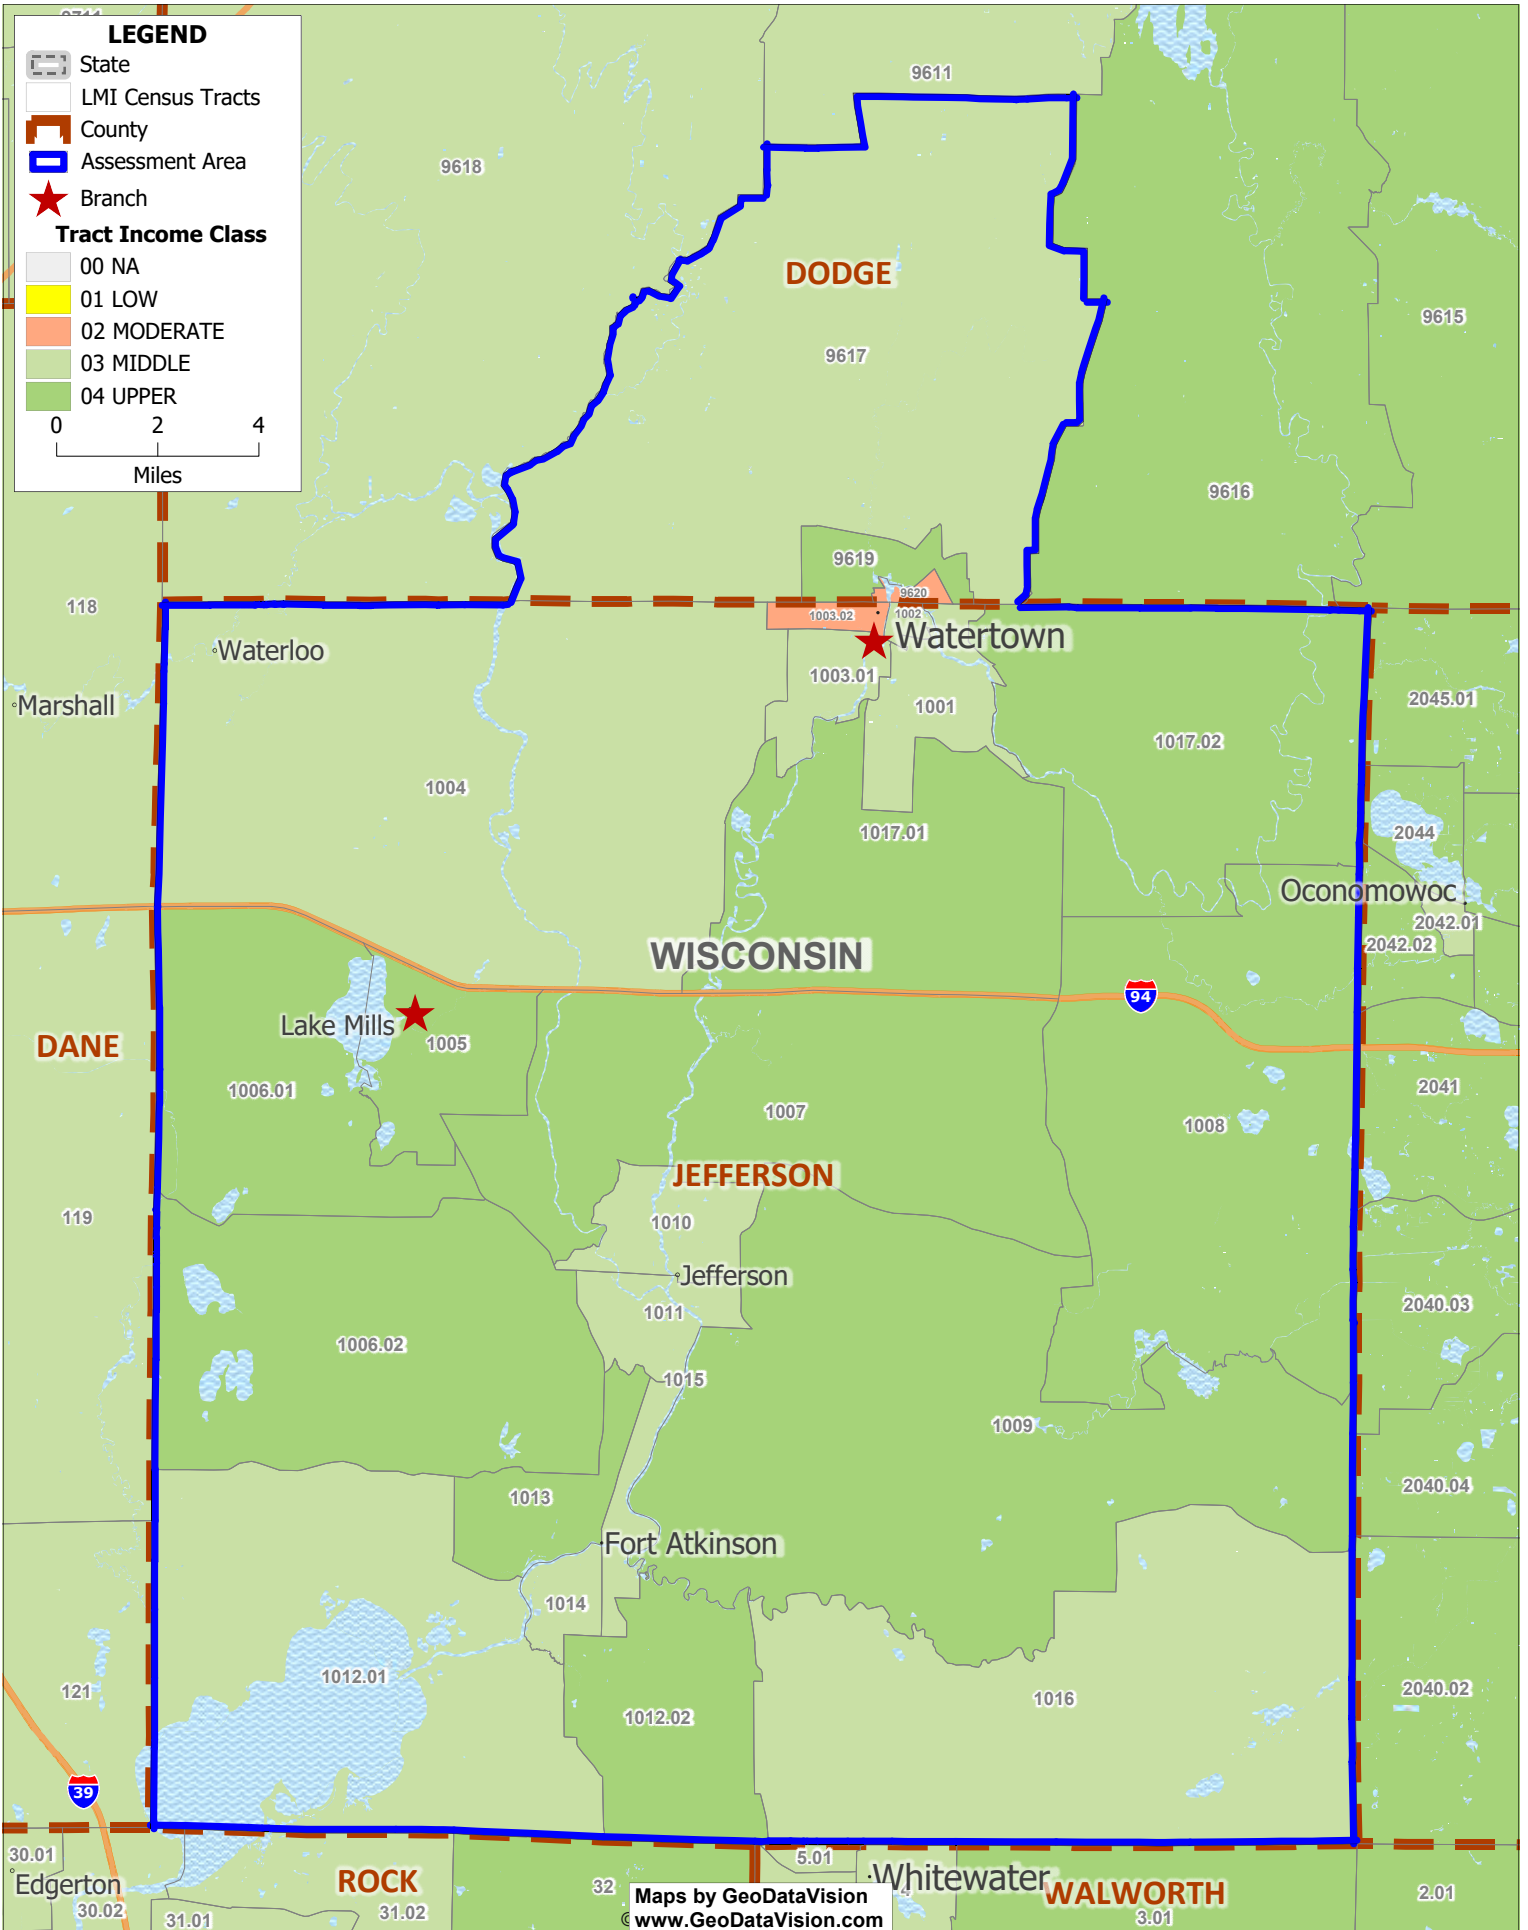 9711
LEGEND
State
LMI Census Tracts
County
Assessment Area
Branch
Tract Income Class
00 NA
01 LOW
02 MODERATE
03 MIDDLE
04 UPPER
0 2 4
Miles
9611
9618
DODGE
9617
9615
9616
9619
9620
118
1003.02
1002
Watertown
Waterloo
1003.01
Marshall
1001
2045.01
1017.02
1004
1017.01
2044
Oconomowoc
2042.01
2042.02
WISCONSIN
94
Lake Mills
1005
DANE
1006.01
2041
1007
1008
JEFFERSON
119
1010
Jefferson
1011
2040.03
1006.02
1015
1009
2040.04
1013
Fort Atkinson
1014
1012.01
121
2040.02
1016
1012.02
39
30.01
5.01
Edgerton
ROCK
32
4
Whitewater
WALWORTH
2.01
30.02
31.01
31.02
3.01
Maps by GeoDataVision
© www.GeoDataVision.com